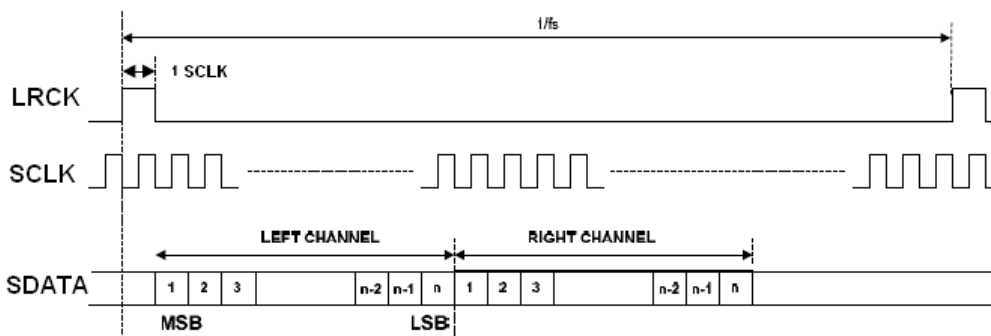 1/fs
1 SCLK
LRCK
SCLK
LEFT CHANNEL RIGHT CHANNEL
SDATA 1 2 3 n-2 n-1 n 1 2 3 n-2 n-1 n
MSB LSB